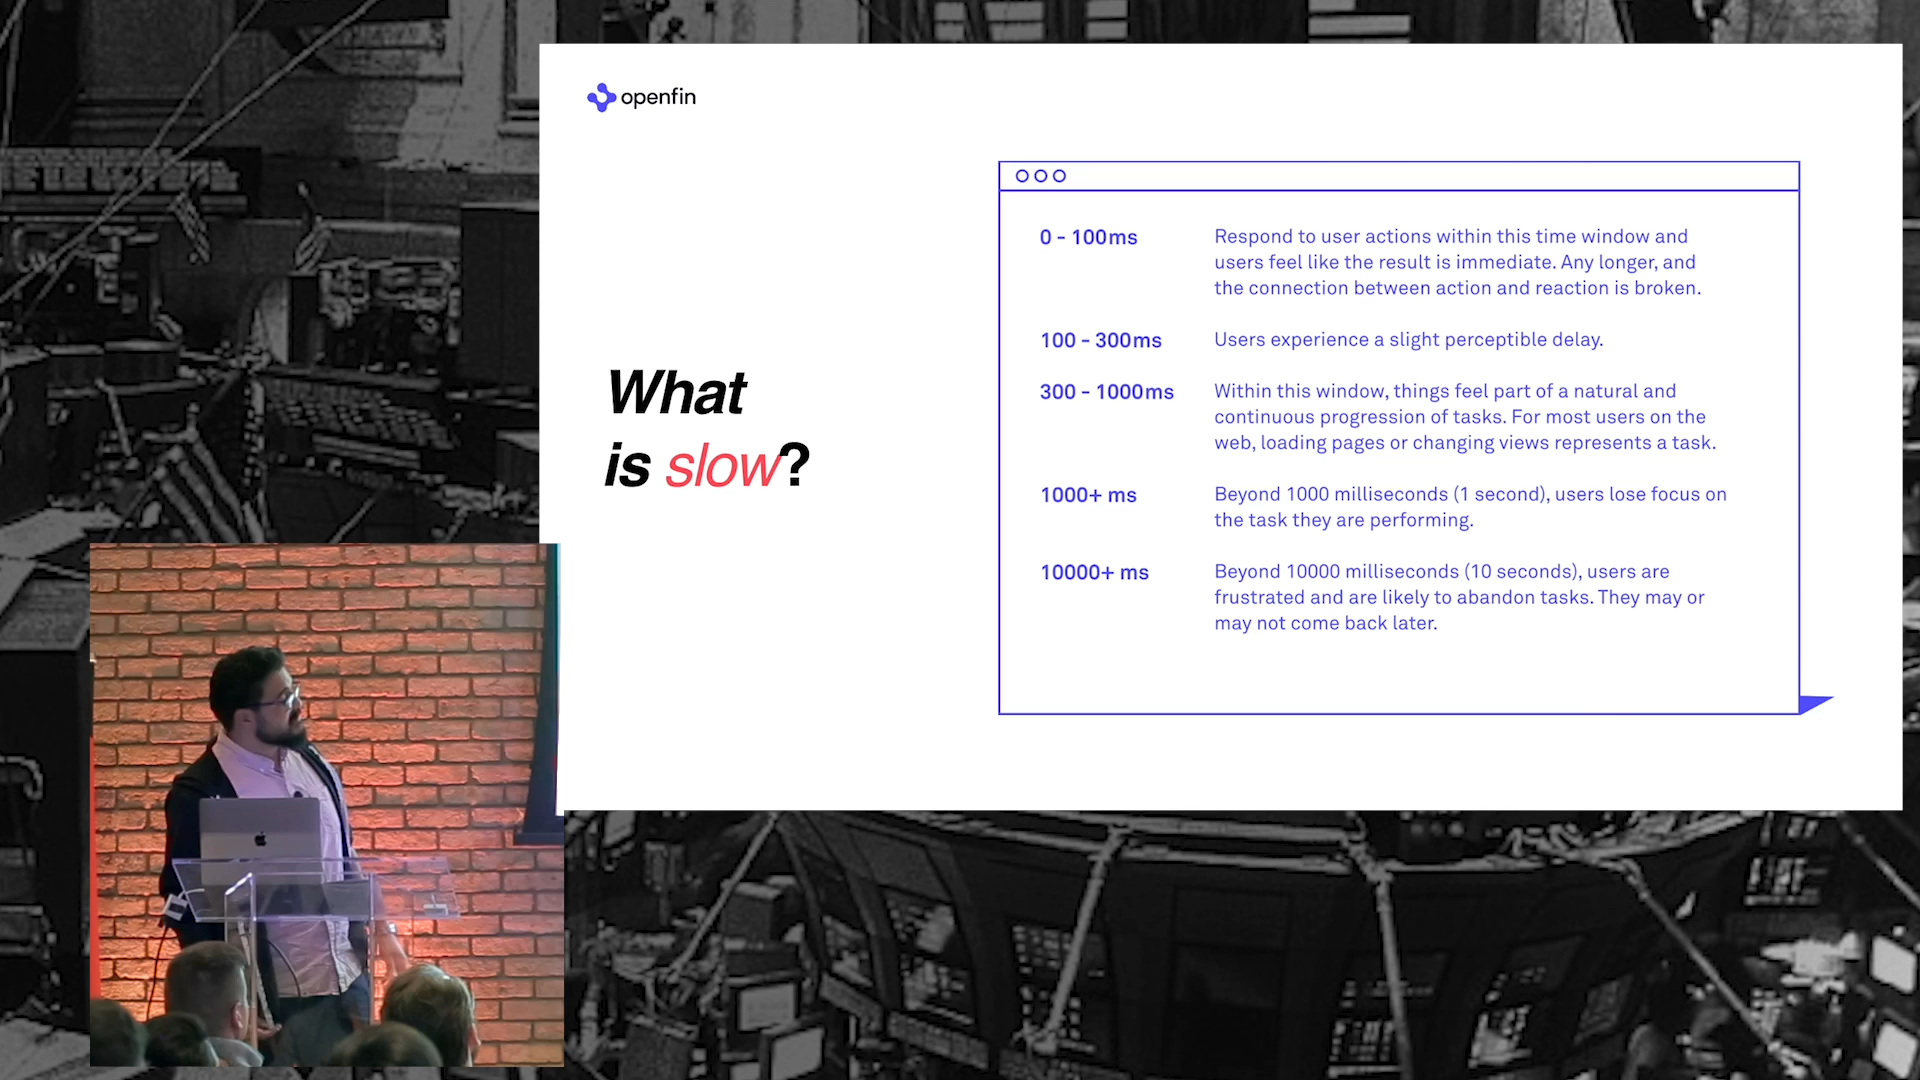 openfin
What
is slow?
0 - 100ms
Respond to user actions within this time window and
users feel like the result is immediate. Any longer, and
the connection between action and reaction is broken.
100 - 300ms
Users experience a slight perceptible delay.
300 - 1000ms
Within this window, things feel part of a natural and
continuous progression of tasks. For most users on the
web, loading pages or changing views represents a task.
1000+ ms
Beyond 1000 milliseconds (1 second), users lose focus on
the task they are performing.
10000+ ms
Beyond 10000 milliseconds (10 seconds), users are
frustrated and are likely to abandon tasks. They may or
may not come back later.